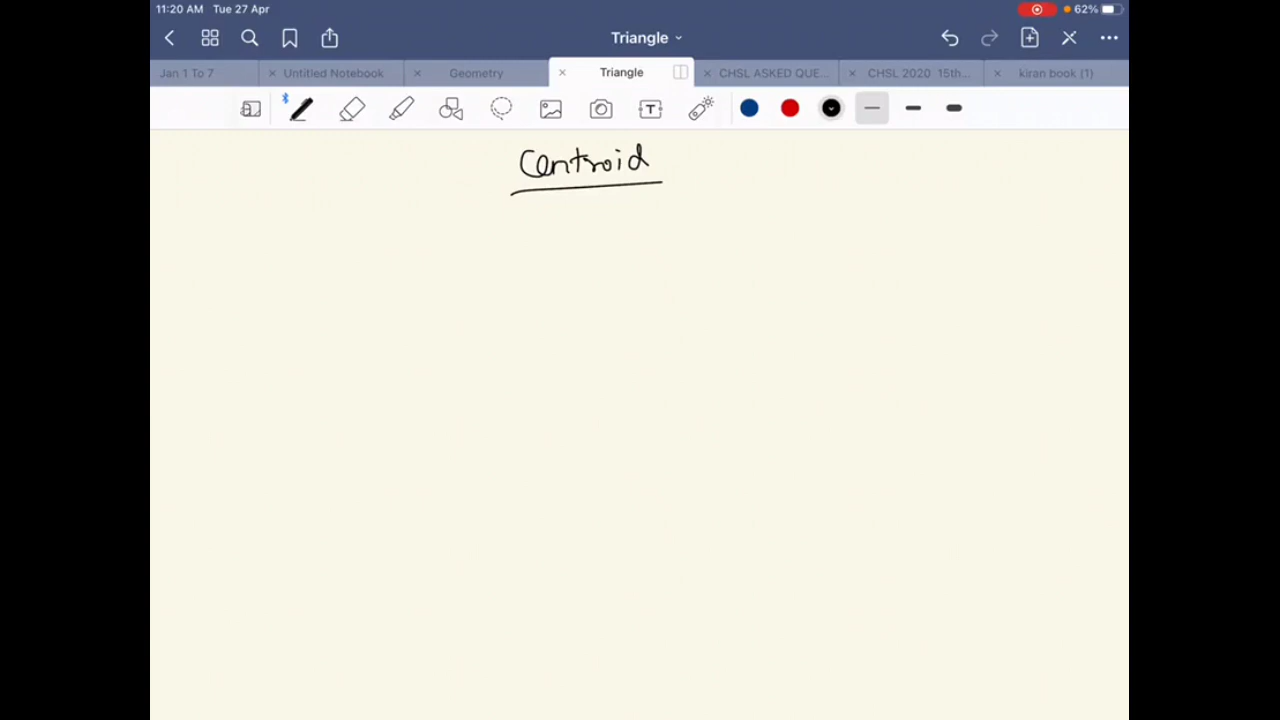 11:20 AM Tue 27 Apr 62%
Triangle
Jan 1 To 7 Untitled Notebook Geometry Triangle CHSL ASKED QUE... CHSL 2020 15th... kiran book (1)
T
Centroid